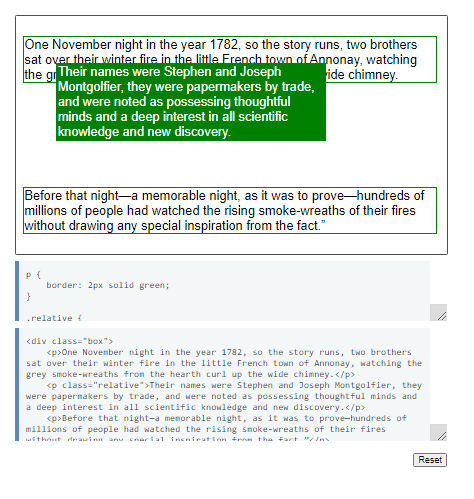 One November night in the year 1782, so the story runs, two brothers
sat over their winter fire in the little French town of Annonay, watching
the gr
vide chimney.
Their names were Stephen and Joseph
Montgolfier, they were papermakers by trade,
and were noted as possessing thoughtful
minds and a deep interest in all scientific
knowledge and new discovery.
Before that night—a memorable night, as it was to prove—hundreds of
millions of people had watched the rising smoke-wreaths of their fires
without drawing any special inspiration from the fact.”
p {
border: 2px solid green;
}
.relative {
<div class="box">
<p>One November night in the year 1782, so the story runs, two brothers
sat over their winter fire in the little French town of Annonay, watching the
grey smoke-wreaths from the hearth curl up the wide chimney.</p>
<p class="relative">Their names were Stephen and Joseph Montgolfier, they
were papermakers by trade, and were noted as possessing thoughtful minds and
a deep interest in all scientific knowledge and new discovery.</p>
<p>Before that night—a memorable night, as it was to prove—hundreds of
millions of people had watched the rising smoke-wreaths of their fires
without drawing any special inspiration from the fact.”</p>
Reset